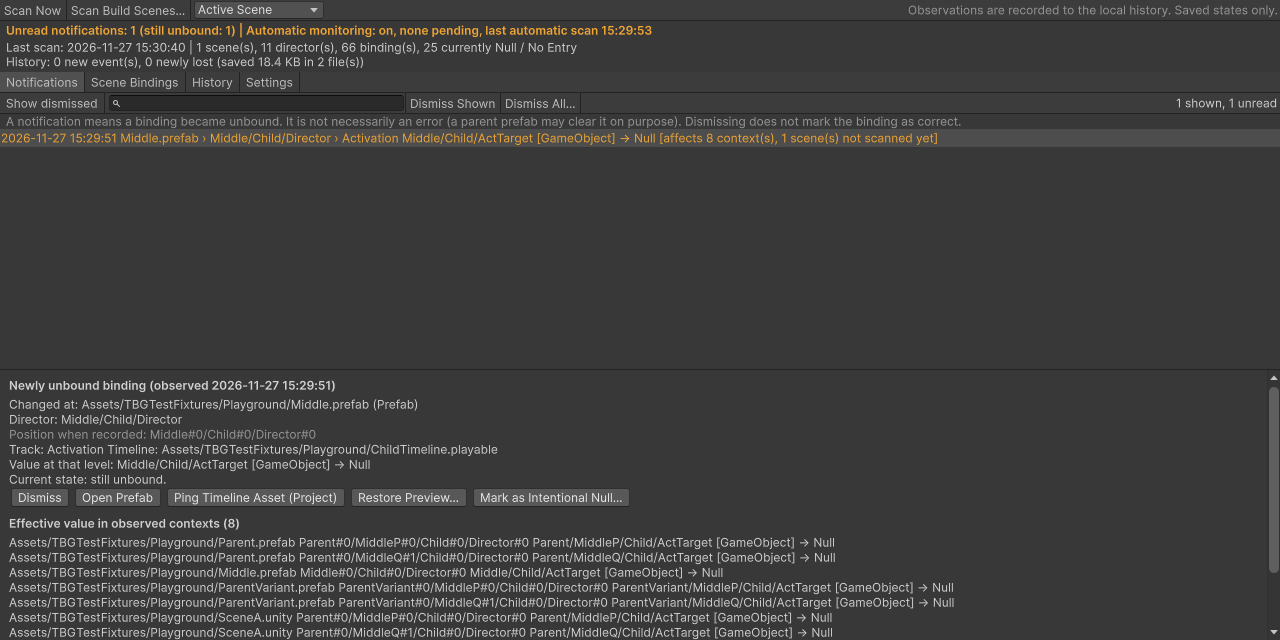 Scan Now Scan Build Scenes... Active Scene Observations are recorded to the local history. Saved states only.
Unread notifications: 1 (still unbound: 1) | Automatic monitoring: on, none pending, last automatic scan 15:29:53
Last scan: 2026-11-27 15:30:40 | 1 scene(s), 11 director(s), 66 binding(s), 25 currently Null / No Entry
History: 0 new event(s), 0 newly lost (saved 18.4 KB in 2 file(s))
Notifications Scene Bindings History Settings
Show dismissed Dismiss Shown Dismiss All... 1 shown, 1 unread
A notification means a binding became unbound. It is not necessarily an error (a parent prefab may clear it on purpose). Dismissing does not mark the binding as correct.
2026-11-27 15:29:51 Middle.prefab › Middle/Child/Director › Activation Middle/Child/ActTarget [GameObject] → Null [affects 8 context(s), 1 scene(s) not scanned yet]
Newly unbound binding (observed 2026-11-27 15:29:51)
Changed at: Assets/TBGTestFixtures/Playground/Middle.prefab (Prefab)
Director: Middle/Child/Director
Position when recorded: Middle#0/Child#0/Director#0
Track: Activation Timeline: Assets/TBGTestFixtures/Playground/ChildTimeline.playable
Value at that level: Middle/Child/ActTarget [GameObject] → Null
Current state: still unbound.
Dismiss Open Prefab Ping Timeline Asset (Project) Restore Preview... Mark as Intentional Null...
Effective value in observed contexts (8)
Assets/TBGTestFixtures/Playground/Parent.prefab Parent#0/MiddleP#0/Child#0/Director#0 Parent/MiddleP/Child/ActTarget [GameObject] → Null
Assets/TBGTestFixtures/Playground/Parent.prefab Parent#0/MiddleQ#1/Child#0/Director#0 Parent/MiddleQ/Child/ActTarget [GameObject] → Null
Assets/TBGTestFixtures/Playground/Middle.prefab Middle#0/Child#0/Director#0 Middle/Child/ActTarget [GameObject] → Null
Assets/TBGTestFixtures/Playground/ParentVariant.prefab ParentVariant#0/MiddleP#0/Child#0/Director#0 ParentVariant/MiddleP/Child/ActTarget [GameObject] → Null
Assets/TBGTestFixtures/Playground/ParentVariant.prefab ParentVariant#0/MiddleQ#1/Child#0/Director#0 ParentVariant/MiddleQ/Child/ActTarget [GameObject] → Null
Assets/TBGTestFixtures/Playground/SceneA.unity Parent#0/MiddleP#0/Child#0/Director#0 Parent/MiddleP/Child/ActTarget [GameObject] → Null
Assets/TBGTestFixtures/Playground/SceneA.unity Parent#0/MiddleQ#1/Child#0/Director#0 Parent/MiddleQ/Child/ActTarget [GameObject] → Null